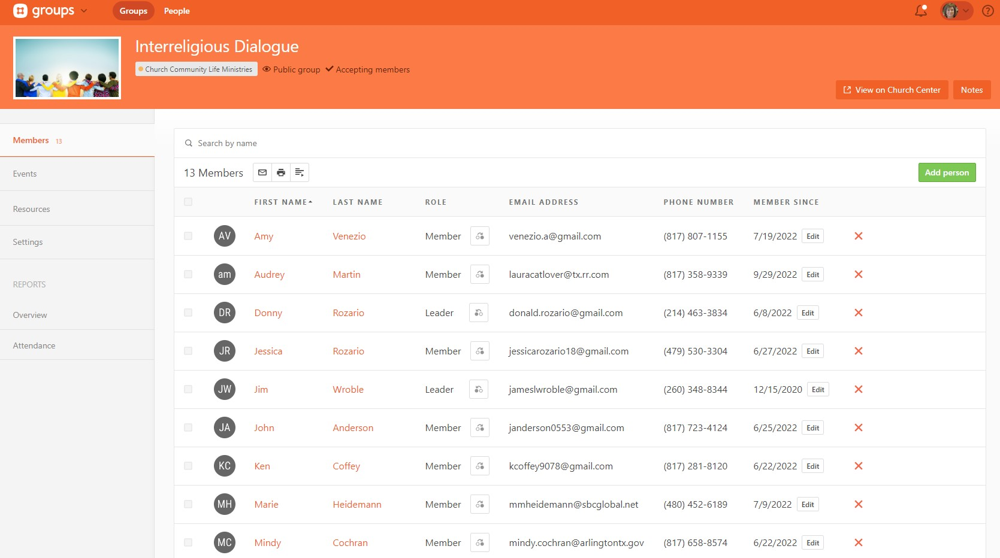 groups Groups People
Interreligious Dialogue
Church Community Life Ministries Public group Accepting members
View on Church Center Notes
Members 13
Events
Resources
Settings
REPORTS
Overview
Attendance
Search by name
13 Members Add person
FIRST NAME LAST NAME ROLE EMAIL ADDRESS PHONE NUMBER MEMBER SINCE
AV Amy Venezio Member venezio.a@gmail.com (817) 807-1155 7/19/2022 Edit
am Audrey Martin Member lauracatlover@tx.rr.com (817) 358-9339 9/29/2022 Edit
DR Donny Rozario Leader donald.rozario@gmail.com (214) 463-3834 6/8/2022 Edit
JR Jessica Rozario Member jessicarozario18@gmail.com (479) 530-3304 6/27/2022 Edit
JW Jim Wroble Leader jameslwroble@gmail.com (260) 348-8344 12/15/2020 Edit
JA John Anderson Member janderson0553@gmail.com (817) 723-4124 6/25/2022 Edit
KC Ken Coffey Member kcoffey9078@gmail.com (817) 281-8120 6/22/2022 Edit
MH Marie Heidemann Member mmheidemann@sbcglobal.net (480) 452-6189 7/9/2022 Edit
MC Mindy Cochran Member mindy.cochran@arlingtontx.gov (817) 658-8574 6/22/2022 Edit